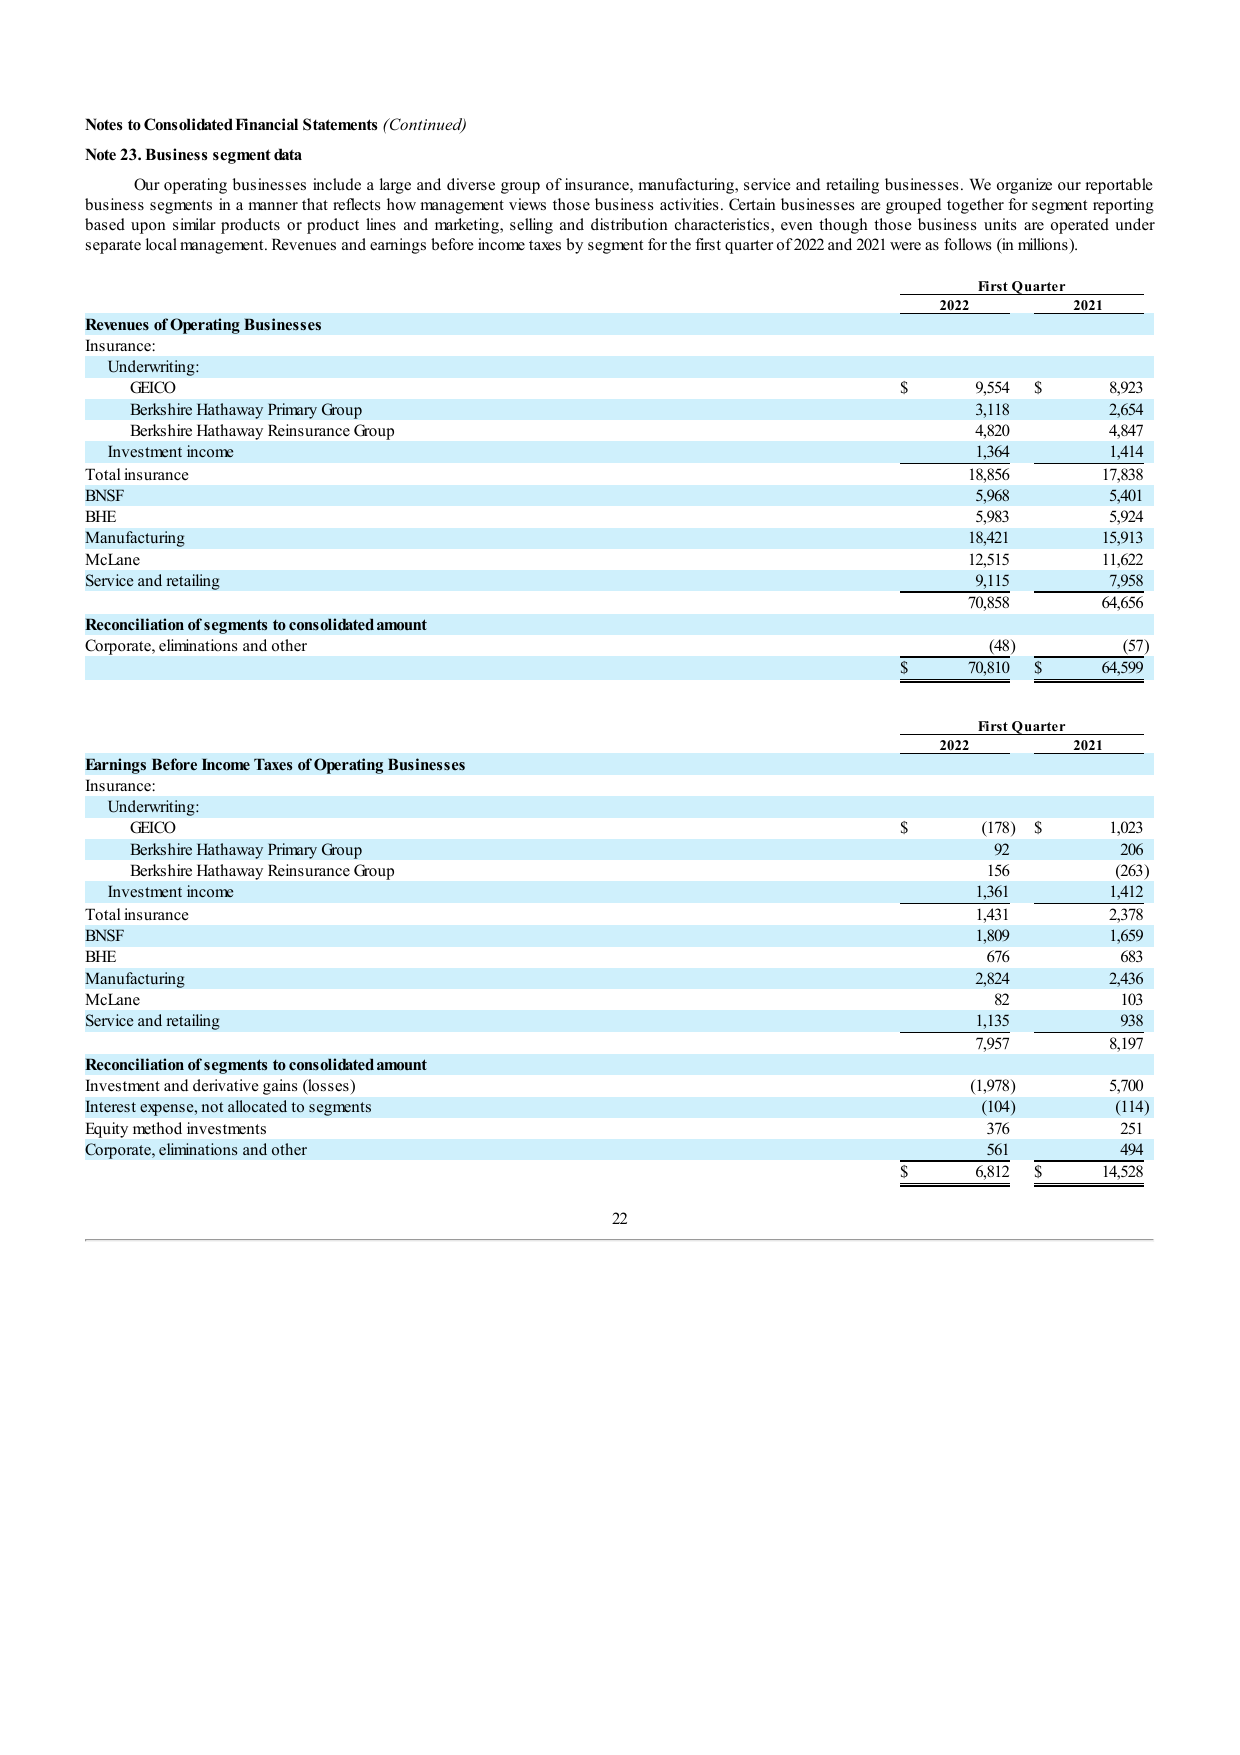 Notes to Consolidated Financial Statements (Continued)
Note 23. Business segment data
Our operating businesses include a large and diverse group of insurance, manufacturing, service and retailing businesses. We organize our reportable
business segments in a manner that reflects how management views those business activities. Certain businesses are grouped together for segment reporting
based upon similar products or product lines and marketing, selling and distribution characteristics, even though those business units are operated under
separate local management. Revenues and earnings before income taxes by segment for the first quarter of 2022 and 2021 were as follows (in millions).
First Quarter
2022 2021
Revenues of Operating Businesses
Insurance:
Underwriting:
GEICO $ 9,554 $ 8,923
Berkshire Hathaway Primary Group 3,118 2,654
Berkshire Hathaway Reinsurance Group 4,820 4,847
Investment income 1,364 1,414
Total insurance 18,856 17,838
BNSF 5,968 5,401
BHE 5,983 5,924
Manufacturing 18,421 15,913
McLane 12,515 11,622
Service and retailing 9,115 7,958
70,858 64,656
Reconciliation of segments to consolidated amount
Corporate, eliminations and other (48) (57)
$ 70,810 $ 64,599
First Quarter
2022 2021
Earnings Before Income Taxes of Operating Businesses
Insurance:
Underwriting:
GEICO $ (178) $ 1,023
Berkshire Hathaway Primary Group 92 206
Berkshire Hathaway Reinsurance Group 156 (263)
Investment income 1,361 1,412
Total insurance 1,431 2,378
BNSF 1,809 1,659
BHE 676 683
Manufacturing 2,824 2,436
McLane 82 103
Service and retailing 1,135 938
7,957 8,197
Reconciliation of segments to consolidated amount
Investment and derivative gains (losses) (1,978) 5,700
Interest expense, not allocated to segments (104) (114)
Equity method investments 376 251
Corporate, eliminations and other 561 494
$ 6,812 $ 14,528
22